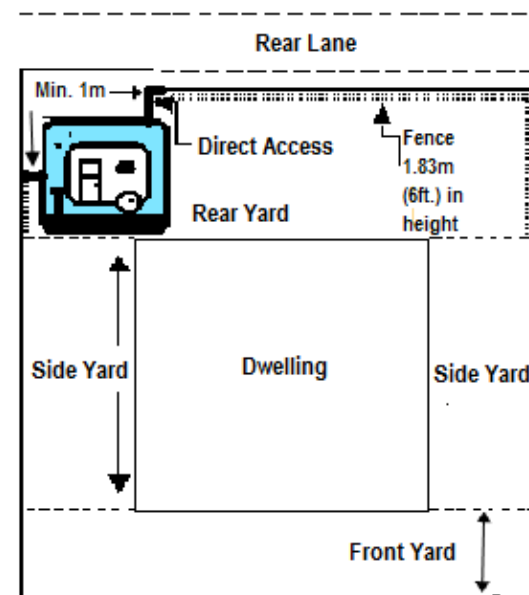 Rear Lane
Min. 1m
Direct Access
Fence
1.83m
(6ft.) in
height
Rear Yard
Side Yard
Dwelling
Side Yard
Front Yard